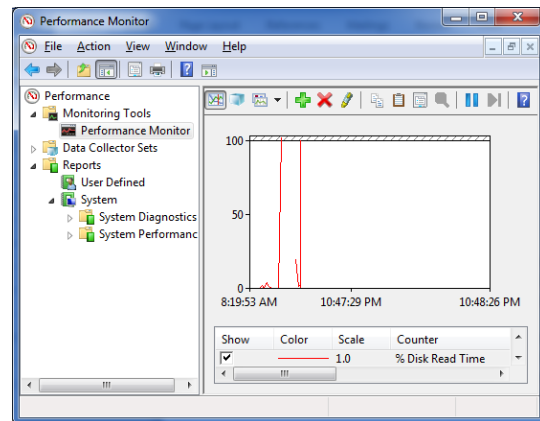 Performance Monitor
File Action View Window Help
Performance
Monitoring Tools
Performance Monitor
Data Collector Sets
Reports
User Defined
System
System Diagnostics
System Performanc
100
50
0
8:19:53 AM 10:47:29 PM 10:48:26 PM
Show Color Scale Counter
1.0 % Disk Read Time